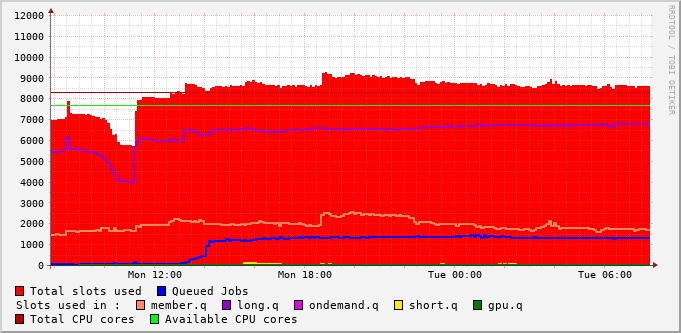 12000
11000
10000
9000
8000
7000
6000
5000
4000
3000
2000
1000
0
Mon 12:00 Mon 18:00 Tue 00:00 Tue 06:00
RRDTOOL / TOBI OETIKER
Total slots used Queued Jobs
Slots used in : member.q long.q ondemand.q short.q gpu.q
Total CPU cores Available CPU cores